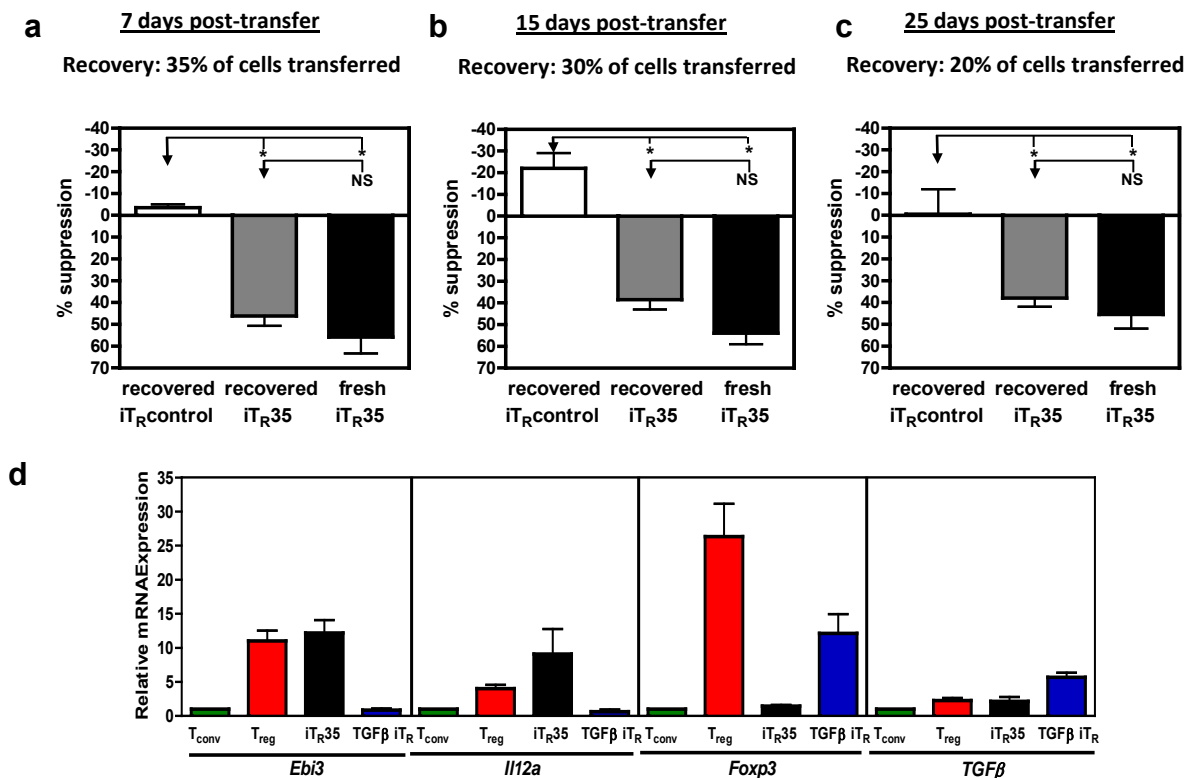 a
7 days post-transfer
Recovery: 35% of cells transferred
% suppression
-40
-30
-20
-10
0
10
20
30
40
50
60
70
*
*
NS
recovered iTRcontrol
recovered iTR35
fresh iTR35
b
15 days post-transfer
Recovery: 30% of cells transferred
% suppression
-40
-30
-20
-10
0
10
20
30
40
50
60
70
*
*
NS
recovered iTRcontrol
recovered iTR35
fresh iTR35
c
25 days post-transfer
Recovery: 20% of cells transferred
% suppression
-40
-30
-20
-10
0
10
20
30
40
50
60
70
*
*
NS
recovered iTRcontrol
recovered iTR35
fresh iTR35
d
Relative mRNAExpression
35
30
25
20
15
10
5
0
Tconv Treg iTR35 TGFβ iTR Tconv Treg iTR35 TGFβ iTR Tconv Treg iTR35 TGFβ iTR Tconv Treg iTR35 TGFβ iTR
Ebi3 Il12a Foxp3 TGFβ